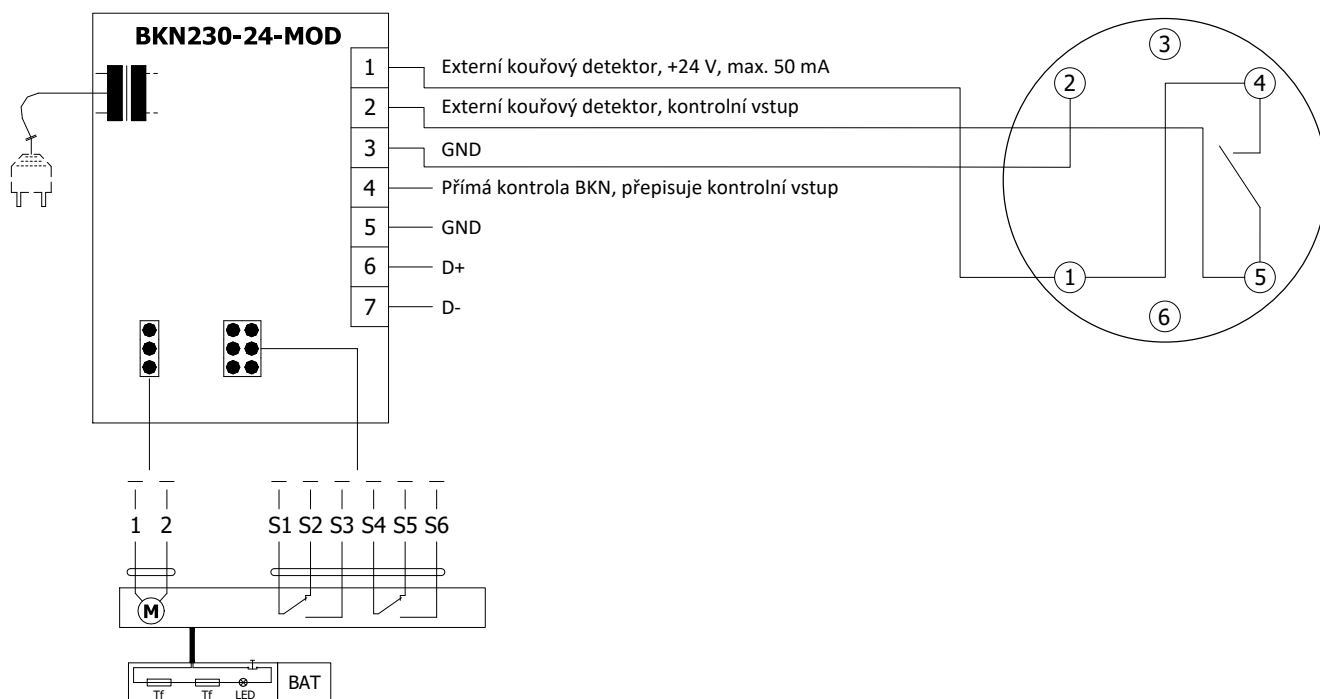 BKN230-24-MOD
1 Externí kouřový detektor, +24 V, max. 50 mA
2 Externí kouřový detektor, kontrolní vstup
3 GND
4 Přímá kontrola BKN, přepisuje kontrolní vstup
5 GND
6 D+
7 D-
3
2 4
1 5
6
1 2 S1 S2 S3 S4 S5 S6
M
Tf Tf LED BAT